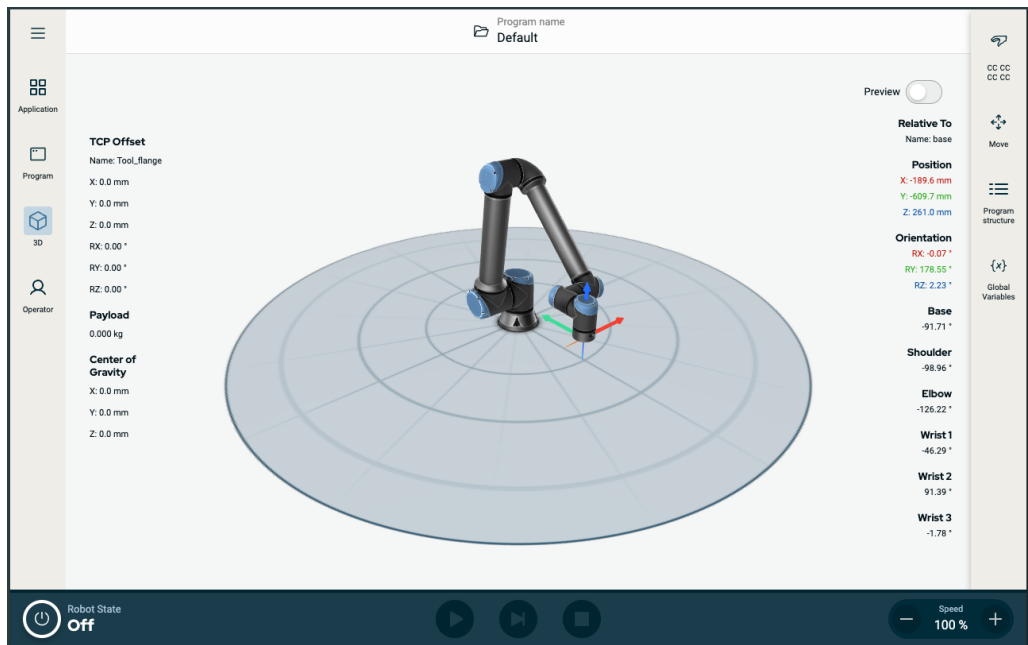 Program name
Default
Application
Program
3D
Operator
TCP Offset
Name: Tool_flange
X: 0.0 mm
Y: 0.0 mm
Z: 0.0 mm
RX: 0.00 °
RY: 0.00 °
RZ: 0.00 °
Payload
0.000 kg
Center of
Gravity
X: 0.0 mm
Y: 0.0 mm
Z: 0.0 mm
Preview
Relative To
Name: base
Position
X: -189.6 mm
Y: -609.7 mm
Z: 261.0 mm
Orientation
RX: -0.07 °
RY: 178.55 °
RZ: 2.23 °
Base
-91.71 °
Shoulder
-98.96 °
Elbow
-126.22 °
Wrist 1
-46.29 °
Wrist 2
91.39 °
Wrist 3
-1.78 °
CC CC
CC CC
Move
Program
structure
{x}
Global
Variables
Robot State
Off
Speed
100 %